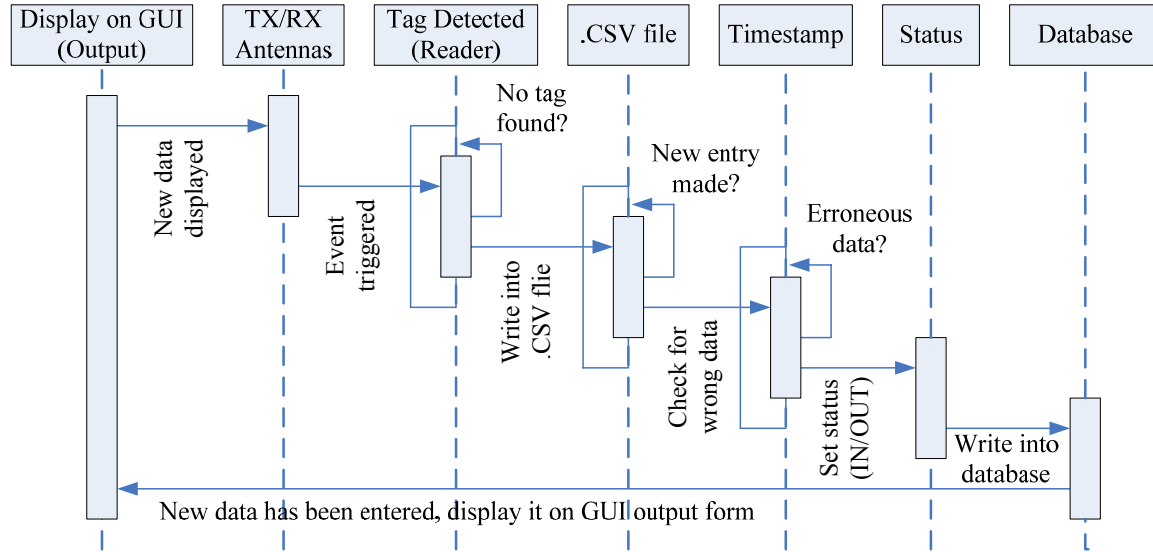 Display on GUI
(Output)
TX/RX
Antennas
Tag Detected
(Reader)
.CSV file
Timestamp
Status
Database
No tag
found?
New entry
made?
Erroneous
data?
New data
displayed
Event
triggered
Write into
.CSV flie
Check for
wrong data
Set status
(IN/OUT)
Write into
database
New data has been entered, display it on GUI output form